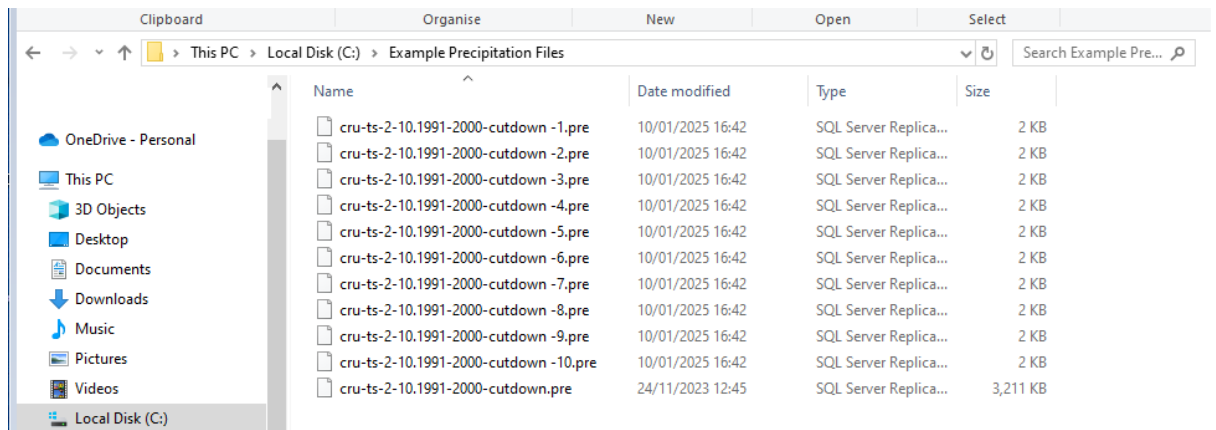 Clipboard Organise New Open Select
This PC > Local Disk (C:) > Example Precipitation Files Search Example Pre...
Name Date modified Type Size
cru-ts-2-10.1991-2000-cutdown -1.pre 10/01/2025 16:42 SQL Server Replica... 2 KB
OneDrive - Personal
cru-ts-2-10.1991-2000-cutdown -2.pre 10/01/2025 16:42 SQL Server Replica... 2 KB
This PC
cru-ts-2-10.1991-2000-cutdown -3.pre 10/01/2025 16:42 SQL Server Replica... 2 KB
3D Objects
cru-ts-2-10.1991-2000-cutdown -4.pre 10/01/2025 16:42 SQL Server Replica... 2 KB
Desktop
cru-ts-2-10.1991-2000-cutdown -5.pre 10/01/2025 16:42 SQL Server Replica... 2 KB
Documents
cru-ts-2-10.1991-2000-cutdown -6.pre 10/01/2025 16:42 SQL Server Replica... 2 KB
Downloads
cru-ts-2-10.1991-2000-cutdown -7.pre 10/01/2025 16:42 SQL Server Replica... 2 KB
Music
cru-ts-2-10.1991-2000-cutdown -8.pre 10/01/2025 16:42 SQL Server Replica... 2 KB
Pictures
cru-ts-2-10.1991-2000-cutdown -9.pre 10/01/2025 16:42 SQL Server Replica... 2 KB
Videos
cru-ts-2-10.1991-2000-cutdown -10.pre 10/01/2025 16:42 SQL Server Replica... 2 KB
Local Disk (C:)
cru-ts-2-10.1991-2000-cutdown.pre 24/11/2023 12:45 SQL Server Replica... 3,211 KB